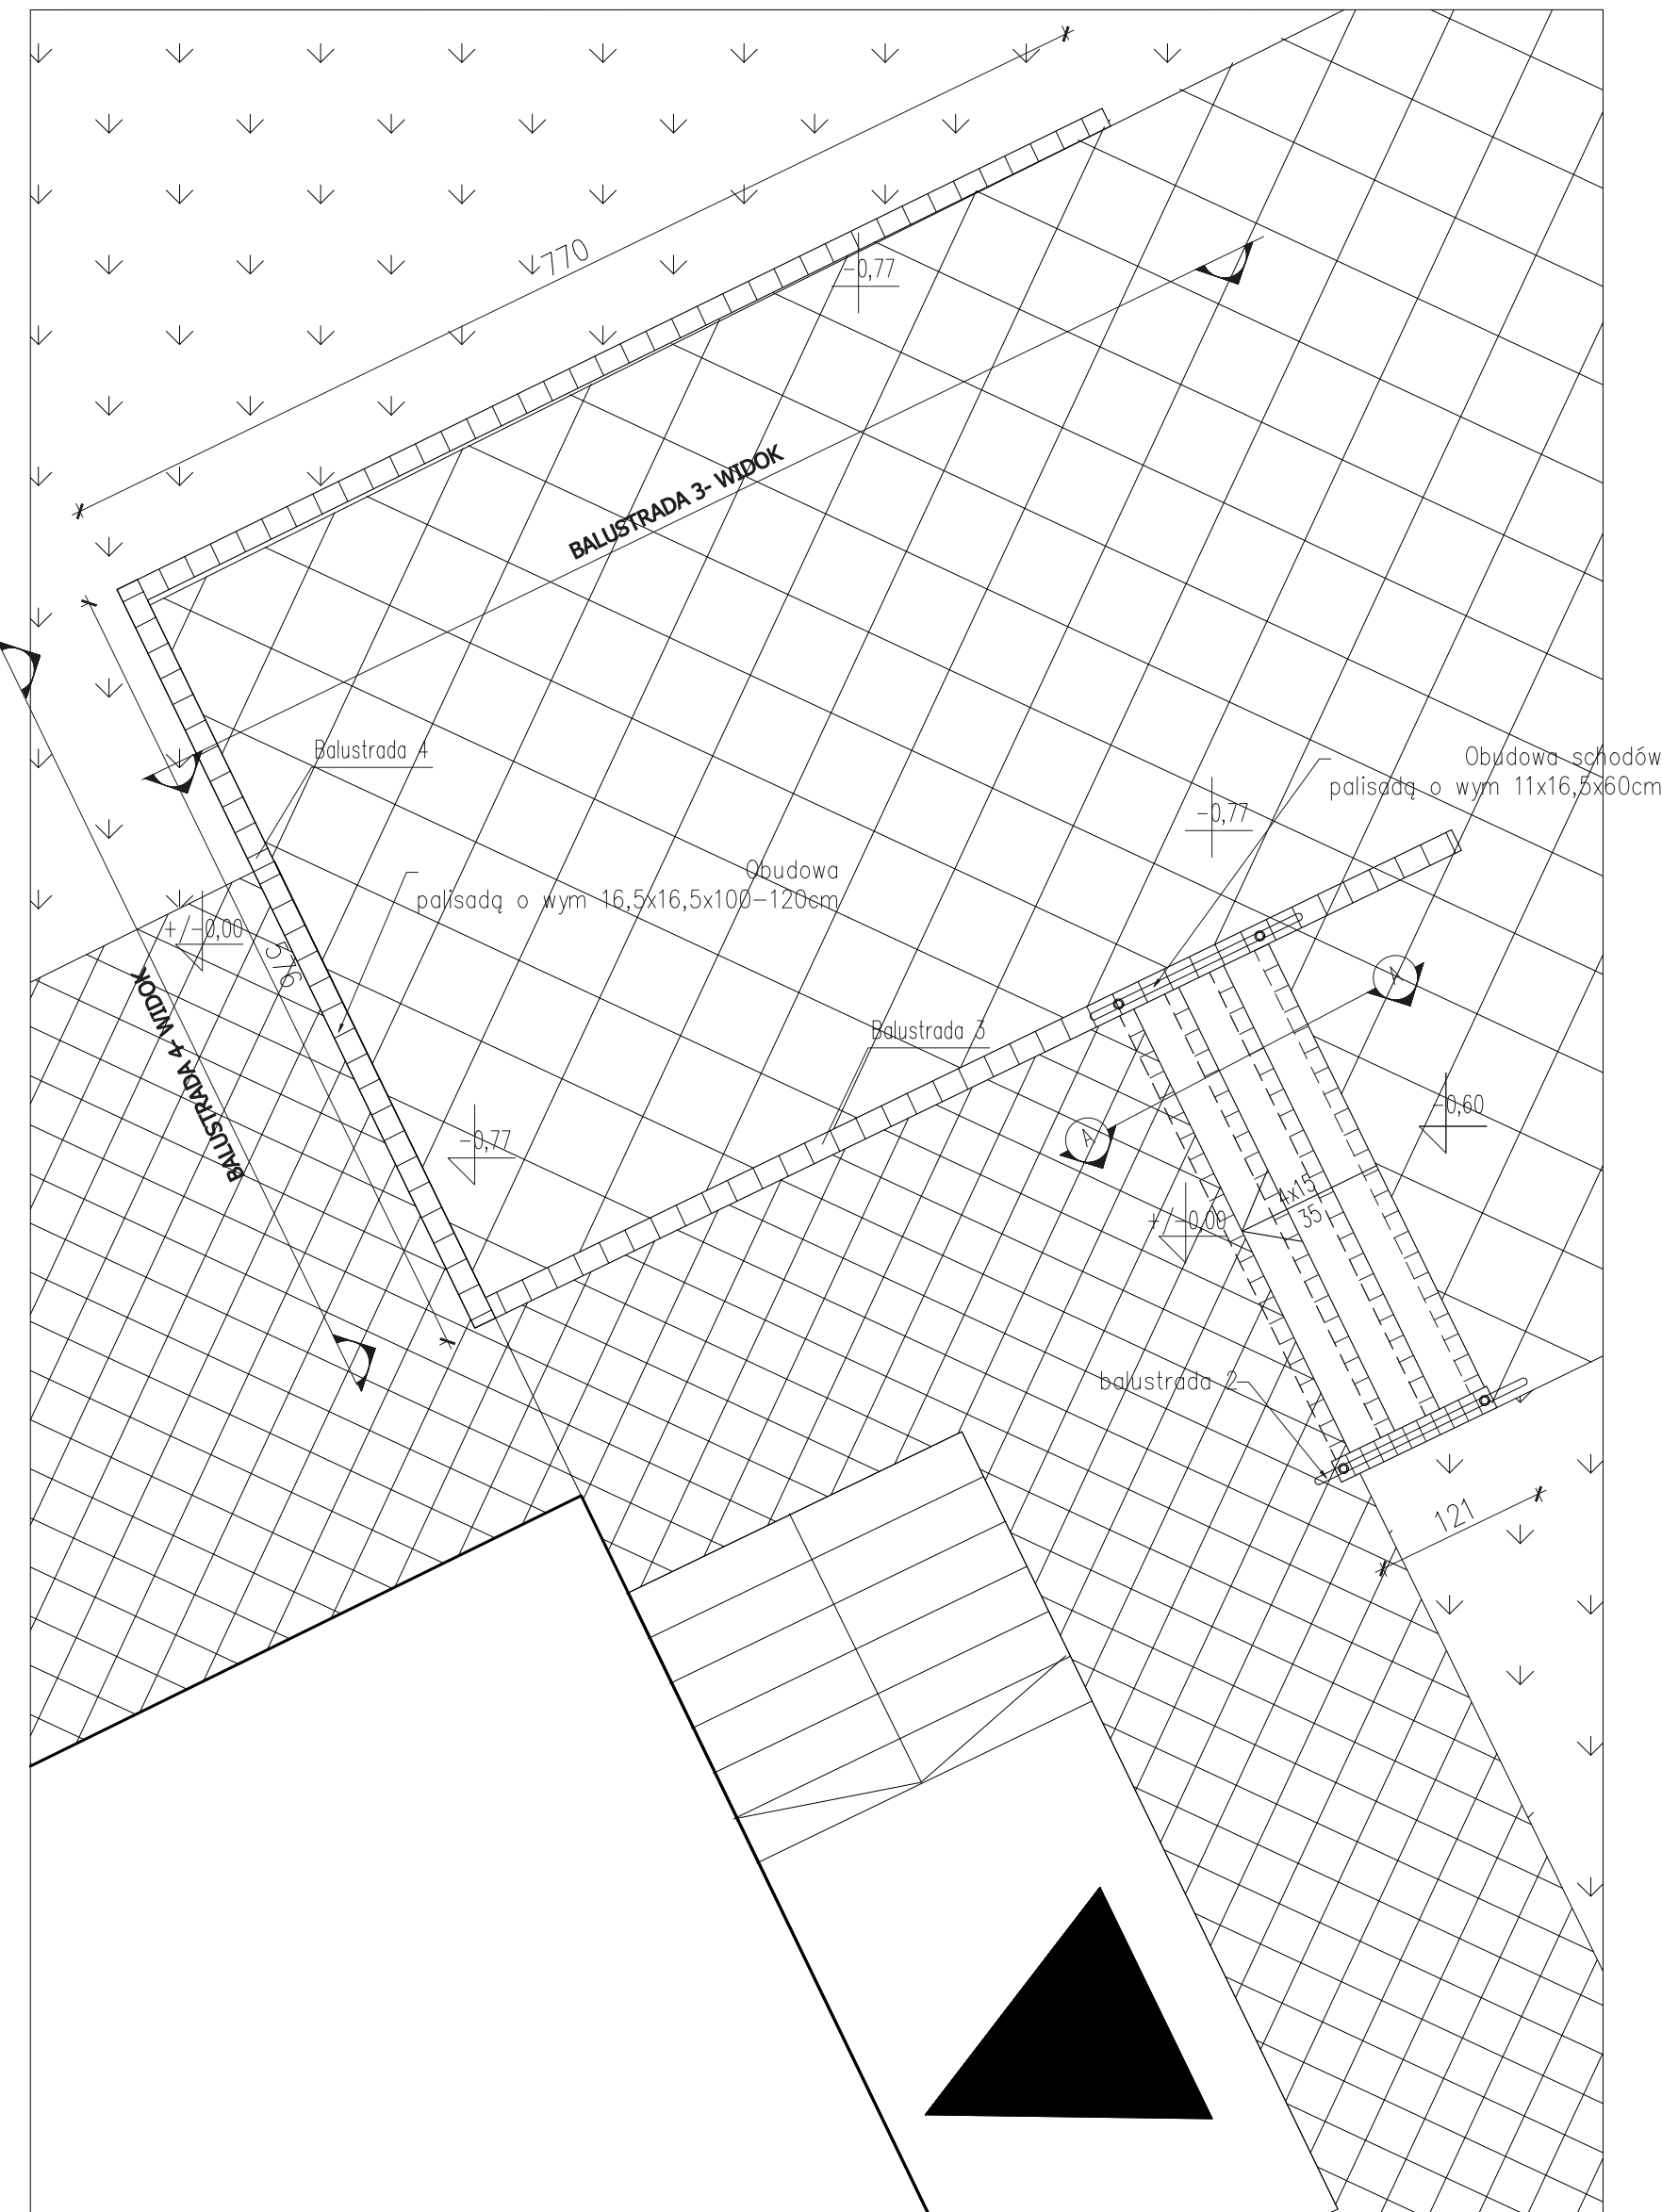 770
-0,77
BALUSTRADA 3- WIDOK
Balustrada 4
Obudowa schodów
palisadą o wym 11x16,5x60cm
-0,77
Obudowa
palisadą o wym 16,5x16,5x100-120cm
+/-0,00
576
BALUSTRADA 4- WIDOK
A
Balustrada 3
-0,60
-0,77
A
4x15
35
+/-0,00
balustrada 2
121